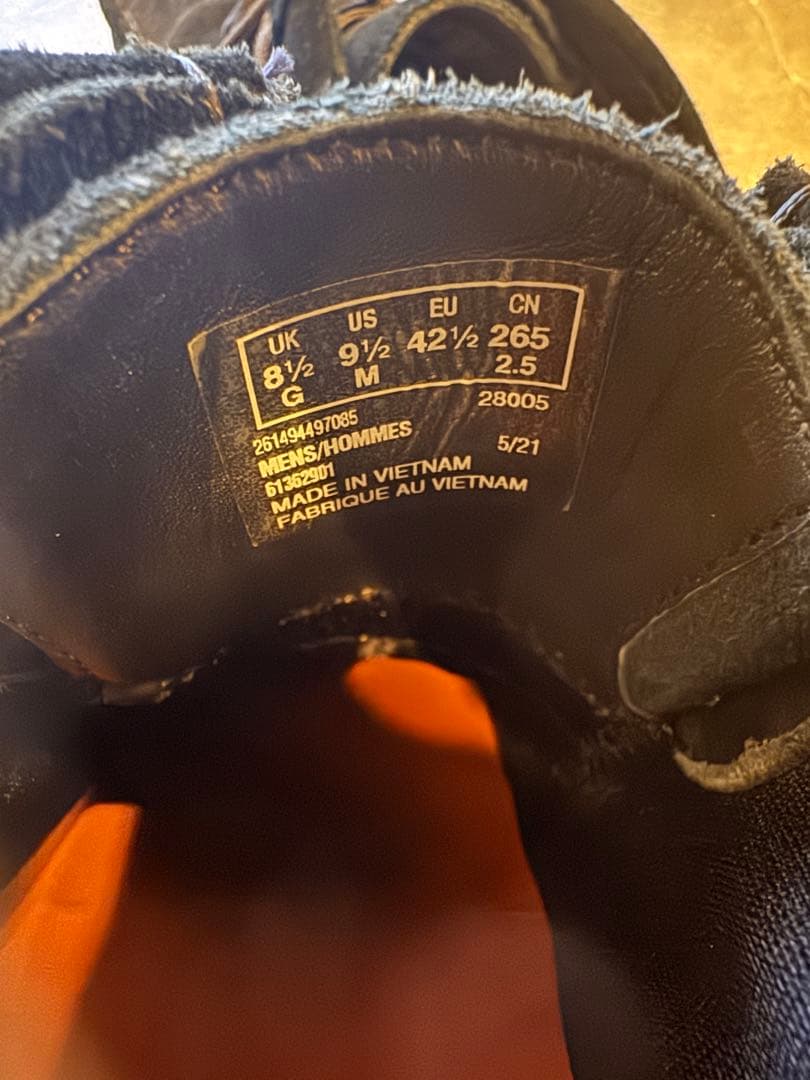 UK US EU CN
8½ 9½ 42½ 265
G M 2.5
28005
261494497085
MENS/HOMMES 5/21
61362901
MADE IN VIETNAM
FABRIQUE AU VIETNAM